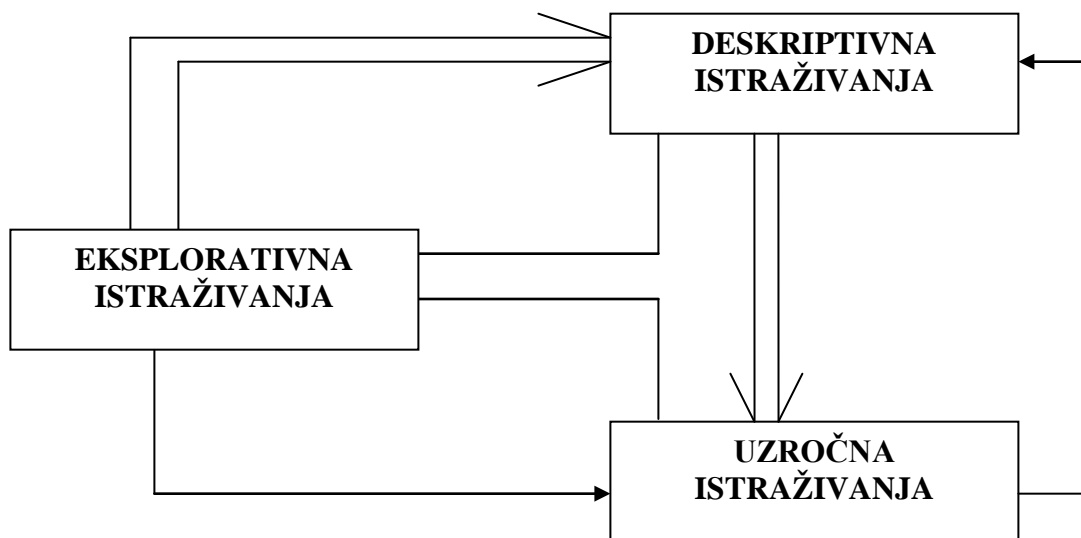 DESKRIPTIVNA
ISTRAŽIVANJA
EKSPLORATIVNA
ISTRAŽIVANJA
UZROČNA
ISTRAŽIVANJA